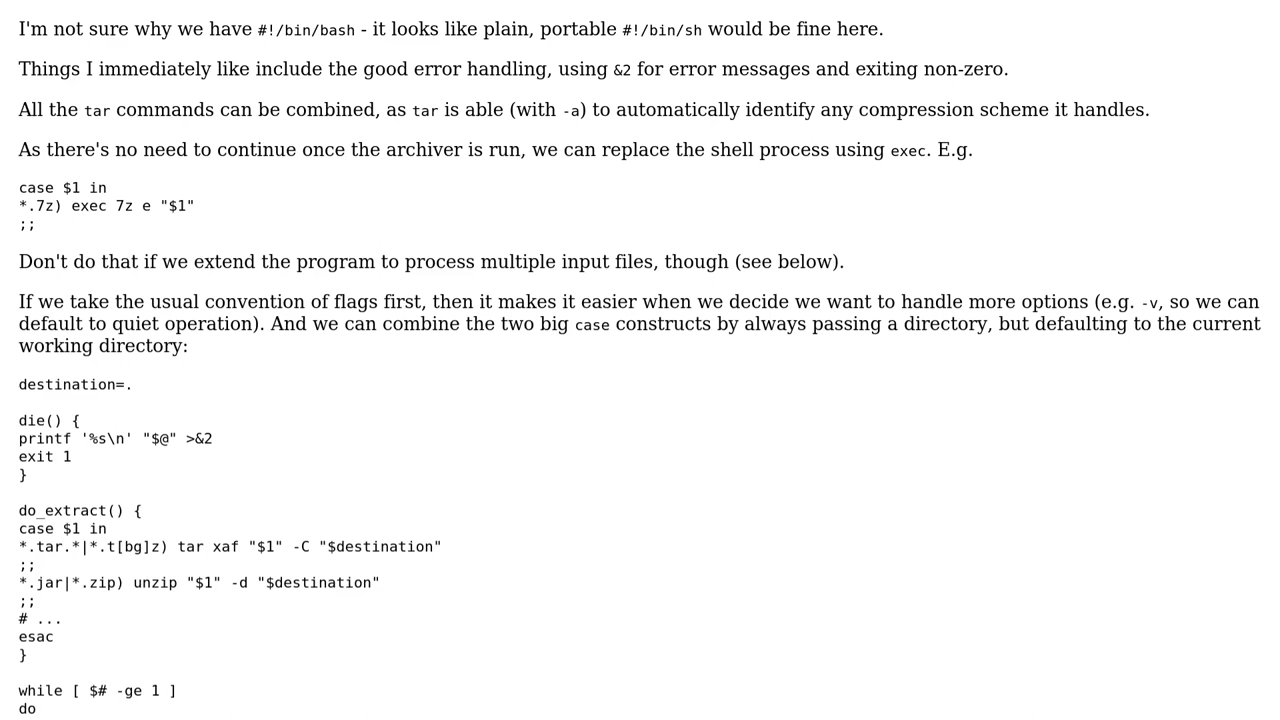 I'm not sure why we have #!/bin/bash - it looks like plain, portable #!/bin/sh would be fine here.
Things I immediately like include the good error handling, using &2 for error messages and exiting non-zero.
All the tar commands can be combined, as tar is able (with -a) to automatically identify any compression scheme it handles.
As there's no need to continue once the archiver is run, we can replace the shell process using exec. E.g.
case $1 in
*.7z) exec 7z e "$1"
;;
Don't do that if we extend the program to process multiple input files, though (see below).
If we take the usual convention of flags first, then it makes it easier when we decide we want to handle more options (e.g. -v, so we can
default to quiet operation). And we can combine the two big case constructs by always passing a directory, but defaulting to the current
working directory:
destination=.
die() {
printf '%s\n' "$@" >&2
exit 1
}
do_extract() {
case $1 in
*.tar.*|*.t[bg]z) tar xaf "$1" -C "$destination"
;;
*.jar|*.zip) unzip "$1" -d "$destination"
;;
# ...
esac
}
while [ $# -ge 1 ]
do